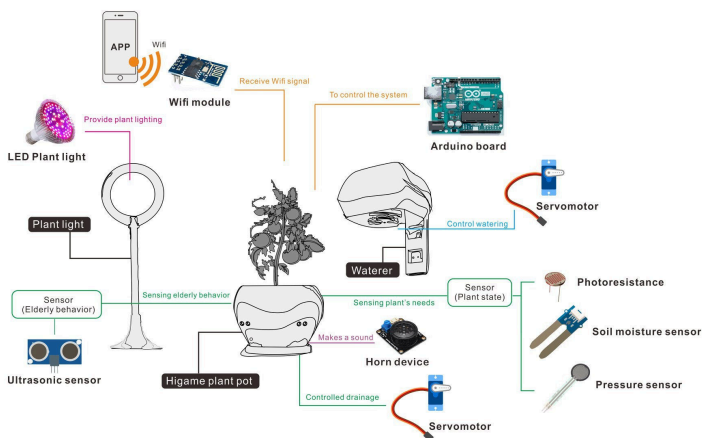 APP
Wifi
Wifi module
Receive Wifi signal
To control the system
Arduino board
Provide plant lighting
LED Plant light
Servomotor
Plant light
Control watering
Waterer
Sensor
(Elderly behavior)
Sensing elderly behavior
Sensing plant's needs
Sensor
(Plant state)
Photoresistance
Soil moisture sensor
Ultrasonic sensor
Makes a sound
Horn device
Higame plant pot
Pressure sensor
Controlled drainage
Servomotor